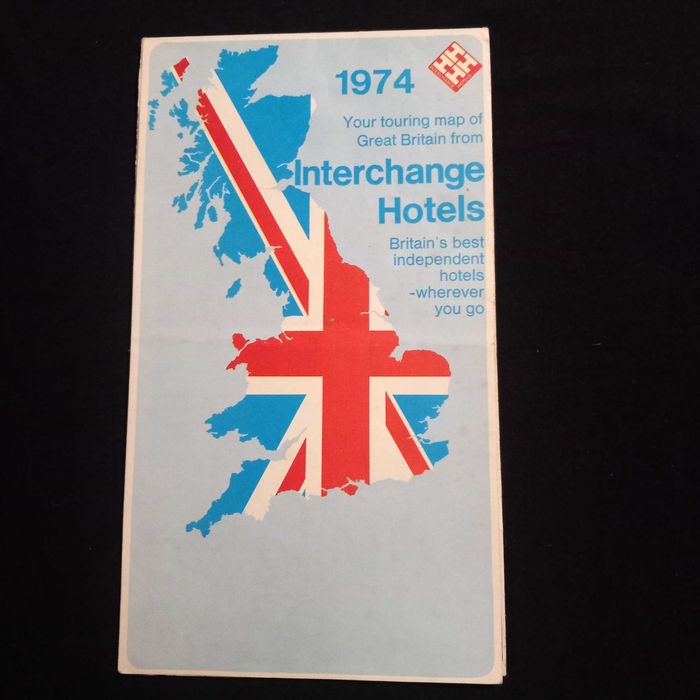 1974
Your touring map of
Great Britain from
Interchange
Hotels
Britain's best
independent
hotels
-wherever
you go